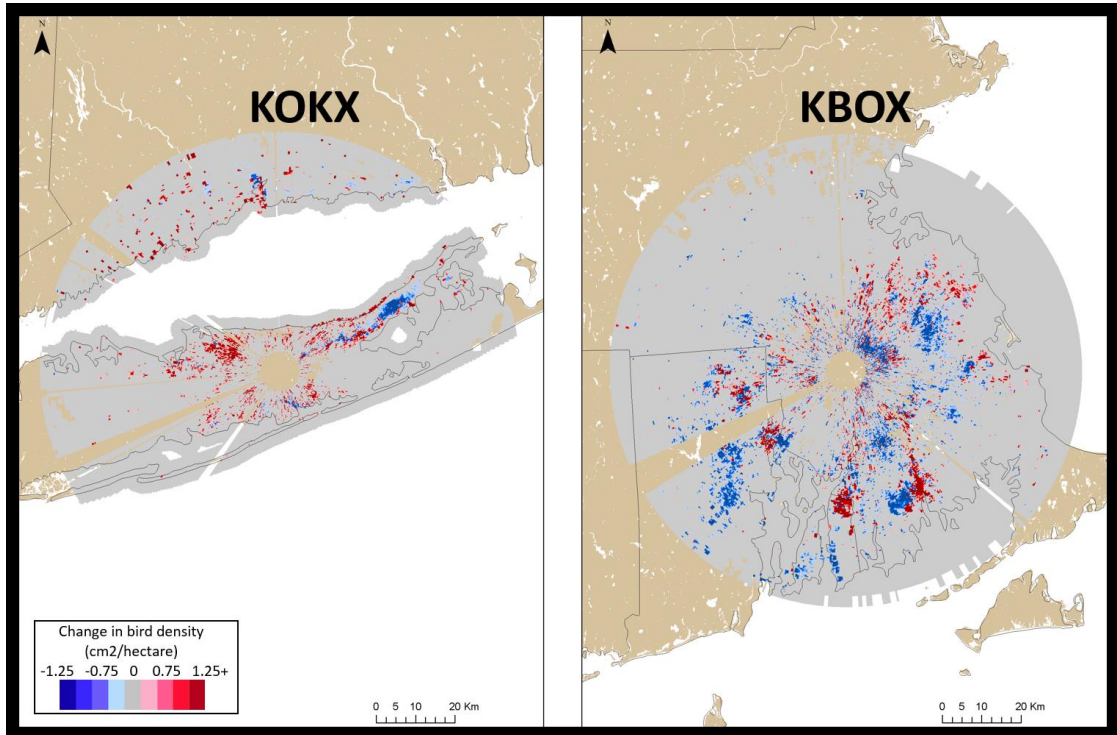 N
KOKX
Change in bird density
(cm2/hectare)
-1.25 -0.75 0 0.75 1.25+
0 5 10 20 Km
N
KBOX
0 5 10 20 Km